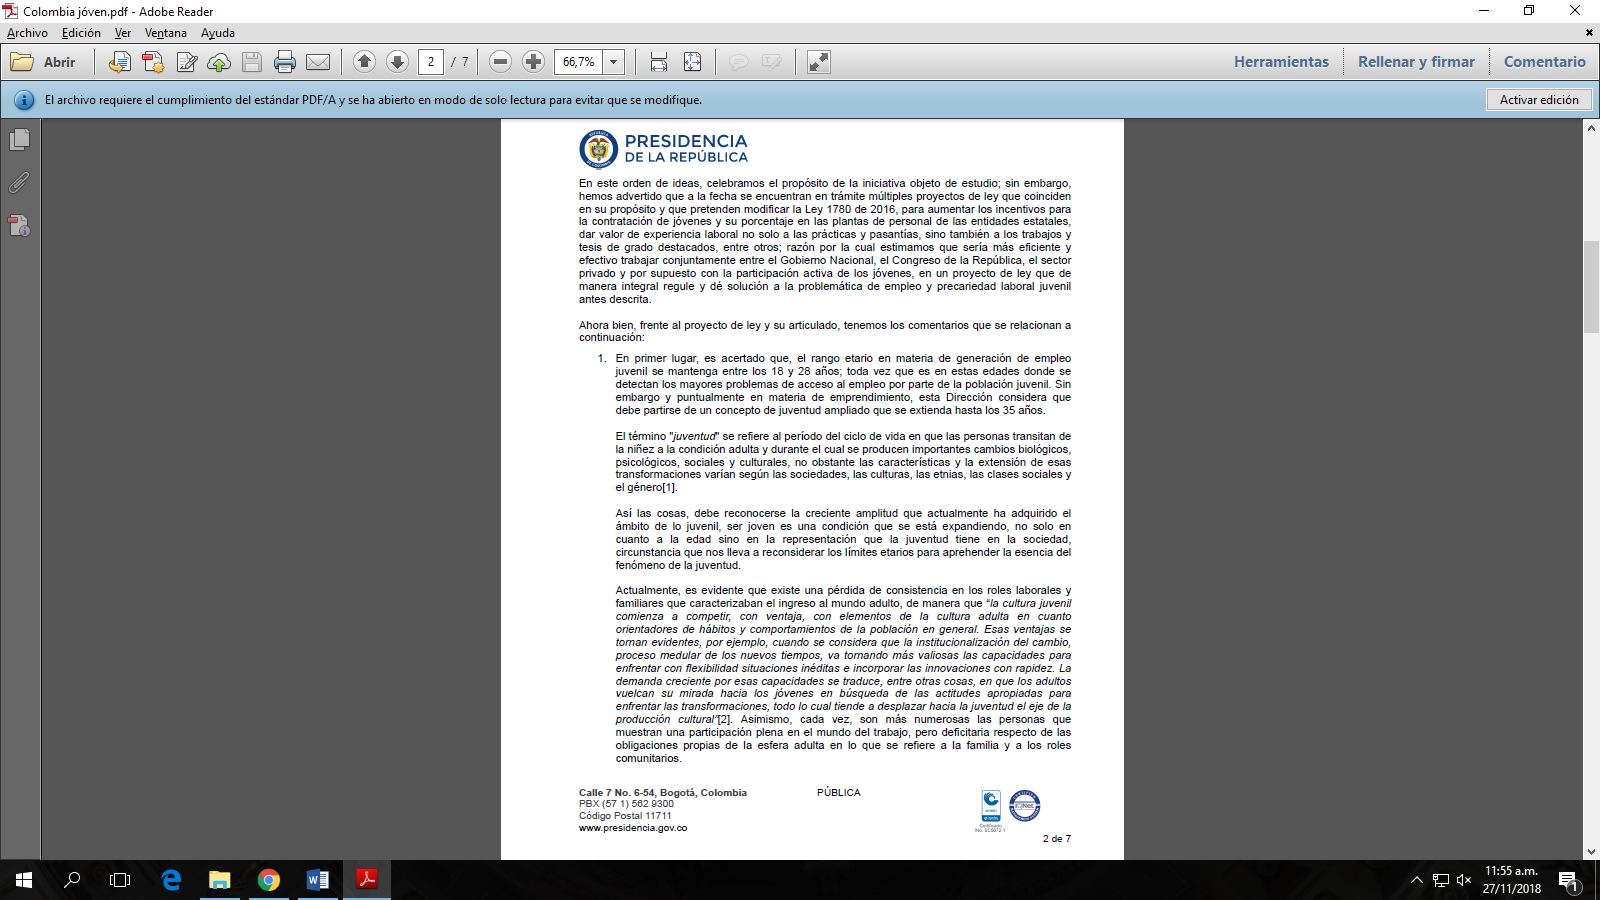 Colombia jóven.pdf - Adobe Reader
Archivo Edición Ver Ventana Ayuda
Abrir 2 / 7 66,7% Herramientas Rellenar y firmar Comentario
El archivo requiere el cumplimiento del estándar PDF/A y se ha abierto en modo de solo lectura para evitar que se modifique. Activar edición
PRESIDENCIA
DE LA REPÚBLICA
En este orden de ideas, celebramos el propósito de la iniciativa objeto de estudio; sin embargo,
hemos advertido que a la fecha se encuentran en trámite múltiples proyectos de ley que coinciden
en su propósito y que pretenden modificar la Ley 1780 de 2016, para aumentar los incentivos para
la contratación de jóvenes y su porcentaje en las plantas de personal de las entidades estatales,
dar valor de experiencia laboral no solo a las prácticas y pasantías, sino también a los trabajos y
tesis de grado destacados, entre otros; razón por la cual estimamos que sería más eficiente y
efectivo trabajar conjuntamente entre el Gobierno Nacional, el Congreso de la República, el sector
privado y por supuesto con la participación activa de los jóvenes, en un proyecto de ley que de
manera integral regule y dé solución a la problemática de empleo y precariedad laboral juvenil
antes descrita.
Ahora bien, frente al proyecto de ley y su articulado, tenemos los comentarios que se relacionan a
continuación:
1. En primer lugar, es acertado que, el rango etario en materia de generación de empleo
juvenil se mantenga entre los 18 y 28 años; toda vez que es en estas edades donde se
detectan los mayores problemas de acceso al empleo por parte de la población juvenil. Sin
embargo y puntualmente en materia de emprendimiento, esta Dirección considera que
debe partirse de un concepto de juventud ampliado que se extienda hasta los 35 años.
El término "juventud" se refiere al período del ciclo de vida en que las personas transitan de
la niñez a la condición adulta y durante el cual se producen importantes cambios biológicos,
psicológicos, sociales y culturales, no obstante las características y la extensión de esas
transformaciones varían según las sociedades, las culturas, las etnias, las clases sociales y
el género[1].
Así las cosas, debe reconocerse la creciente amplitud que actualmente ha adquirido el
ámbito de lo juvenil, ser joven es una condición que se está expandiendo, no solo en
cuanto a la edad sino en la representación que la juventud tiene en la sociedad,
circunstancia que nos lleva a reconsiderar los límites etarios para aprehender la esencia del
fenómeno de la juventud.
Actualmente, es evidente que existe una pérdida de consistencia en los roles laborales y
familiares que caracterizaban el ingreso al mundo adulto, de manera que “la cultura juvenil
comienza a competir, con ventaja, con elementos de la cultura adulta en cuanto
orientadores de hábitos y comportamientos de la población en general. Esas ventajas se
tornan evidentes, por ejemplo, cuando se considera que la institucionalización del cambio,
proceso medular de los nuevos tiempos, va tornando más valiosas las capacidades para
enfrentar con flexibilidad situaciones inéditas e incorporar las innovaciones con rapidez. La
demanda creciente por esas capacidades se traduce, entre otras cosas, en que los adultos
vuelcan su mirada hacia los jóvenes en búsqueda de las actitudes apropiadas para
enfrentar las transformaciones, todo lo cual tiende a desplazar hacia la juventud el eje de la
producción cultural”[2]. Asimismo, cada vez, son más numerosas las personas que
muestran una participación plena en el mundo del trabajo, pero deficitaria respecto de las
obligaciones propias de la esfera adulta en lo que se refiere a la familia y a los roles
comunitarios.
Calle 7 No. 6-54, Bogotá, Colombia PÚBLICA
PBX (57 1) 562 9300
Código Postal 11711
www.presidencia.gov.co
Certificado
2 de 7
11:55 a.m.
27/11/2018
1